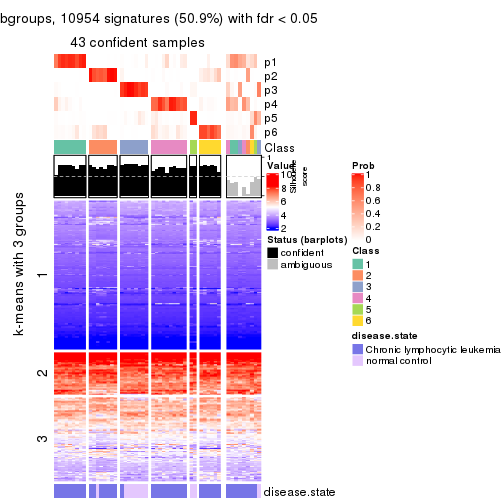 bgroups, 10954 signatures (50.9%) with fdr < 0.05
43 confident samples
p1
p2
p3
p4
p5
p6
Class
1
Silhouette
score
k-means with 3 groups
1
2
3
disease.state
Value
10
8
6
4
2
Status (barplots)
confident
ambiguous
Prob
1
0.8
0.6
0.4
0.2
0
Class
1
2
3
4
5
6
disease.state
Chronic lymphocytic leukemia
normal control